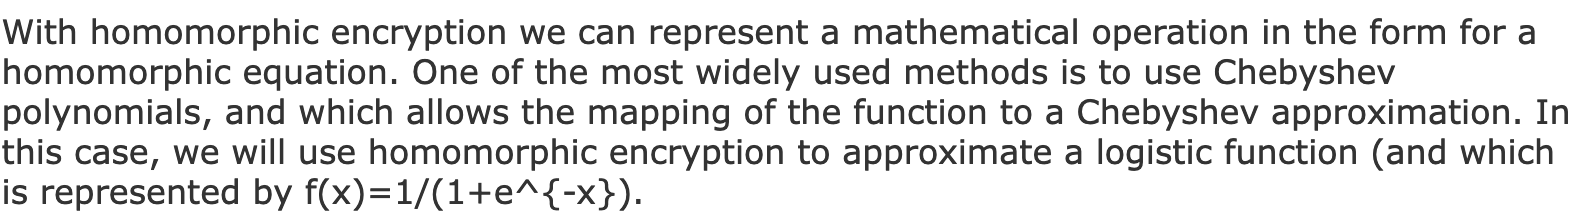 With homomorphic encryption we can represent a mathematical operation in the form for a
homomorphic equation. One of the most widely used methods is to use Chebyshev
polynomials, and which allows the mapping of the function to a Chebyshev approximation. In
this case, we will use homomorphic encryption to approximate a logistic function (and which
is represented by f(x)=1/(1+e^{-x}).